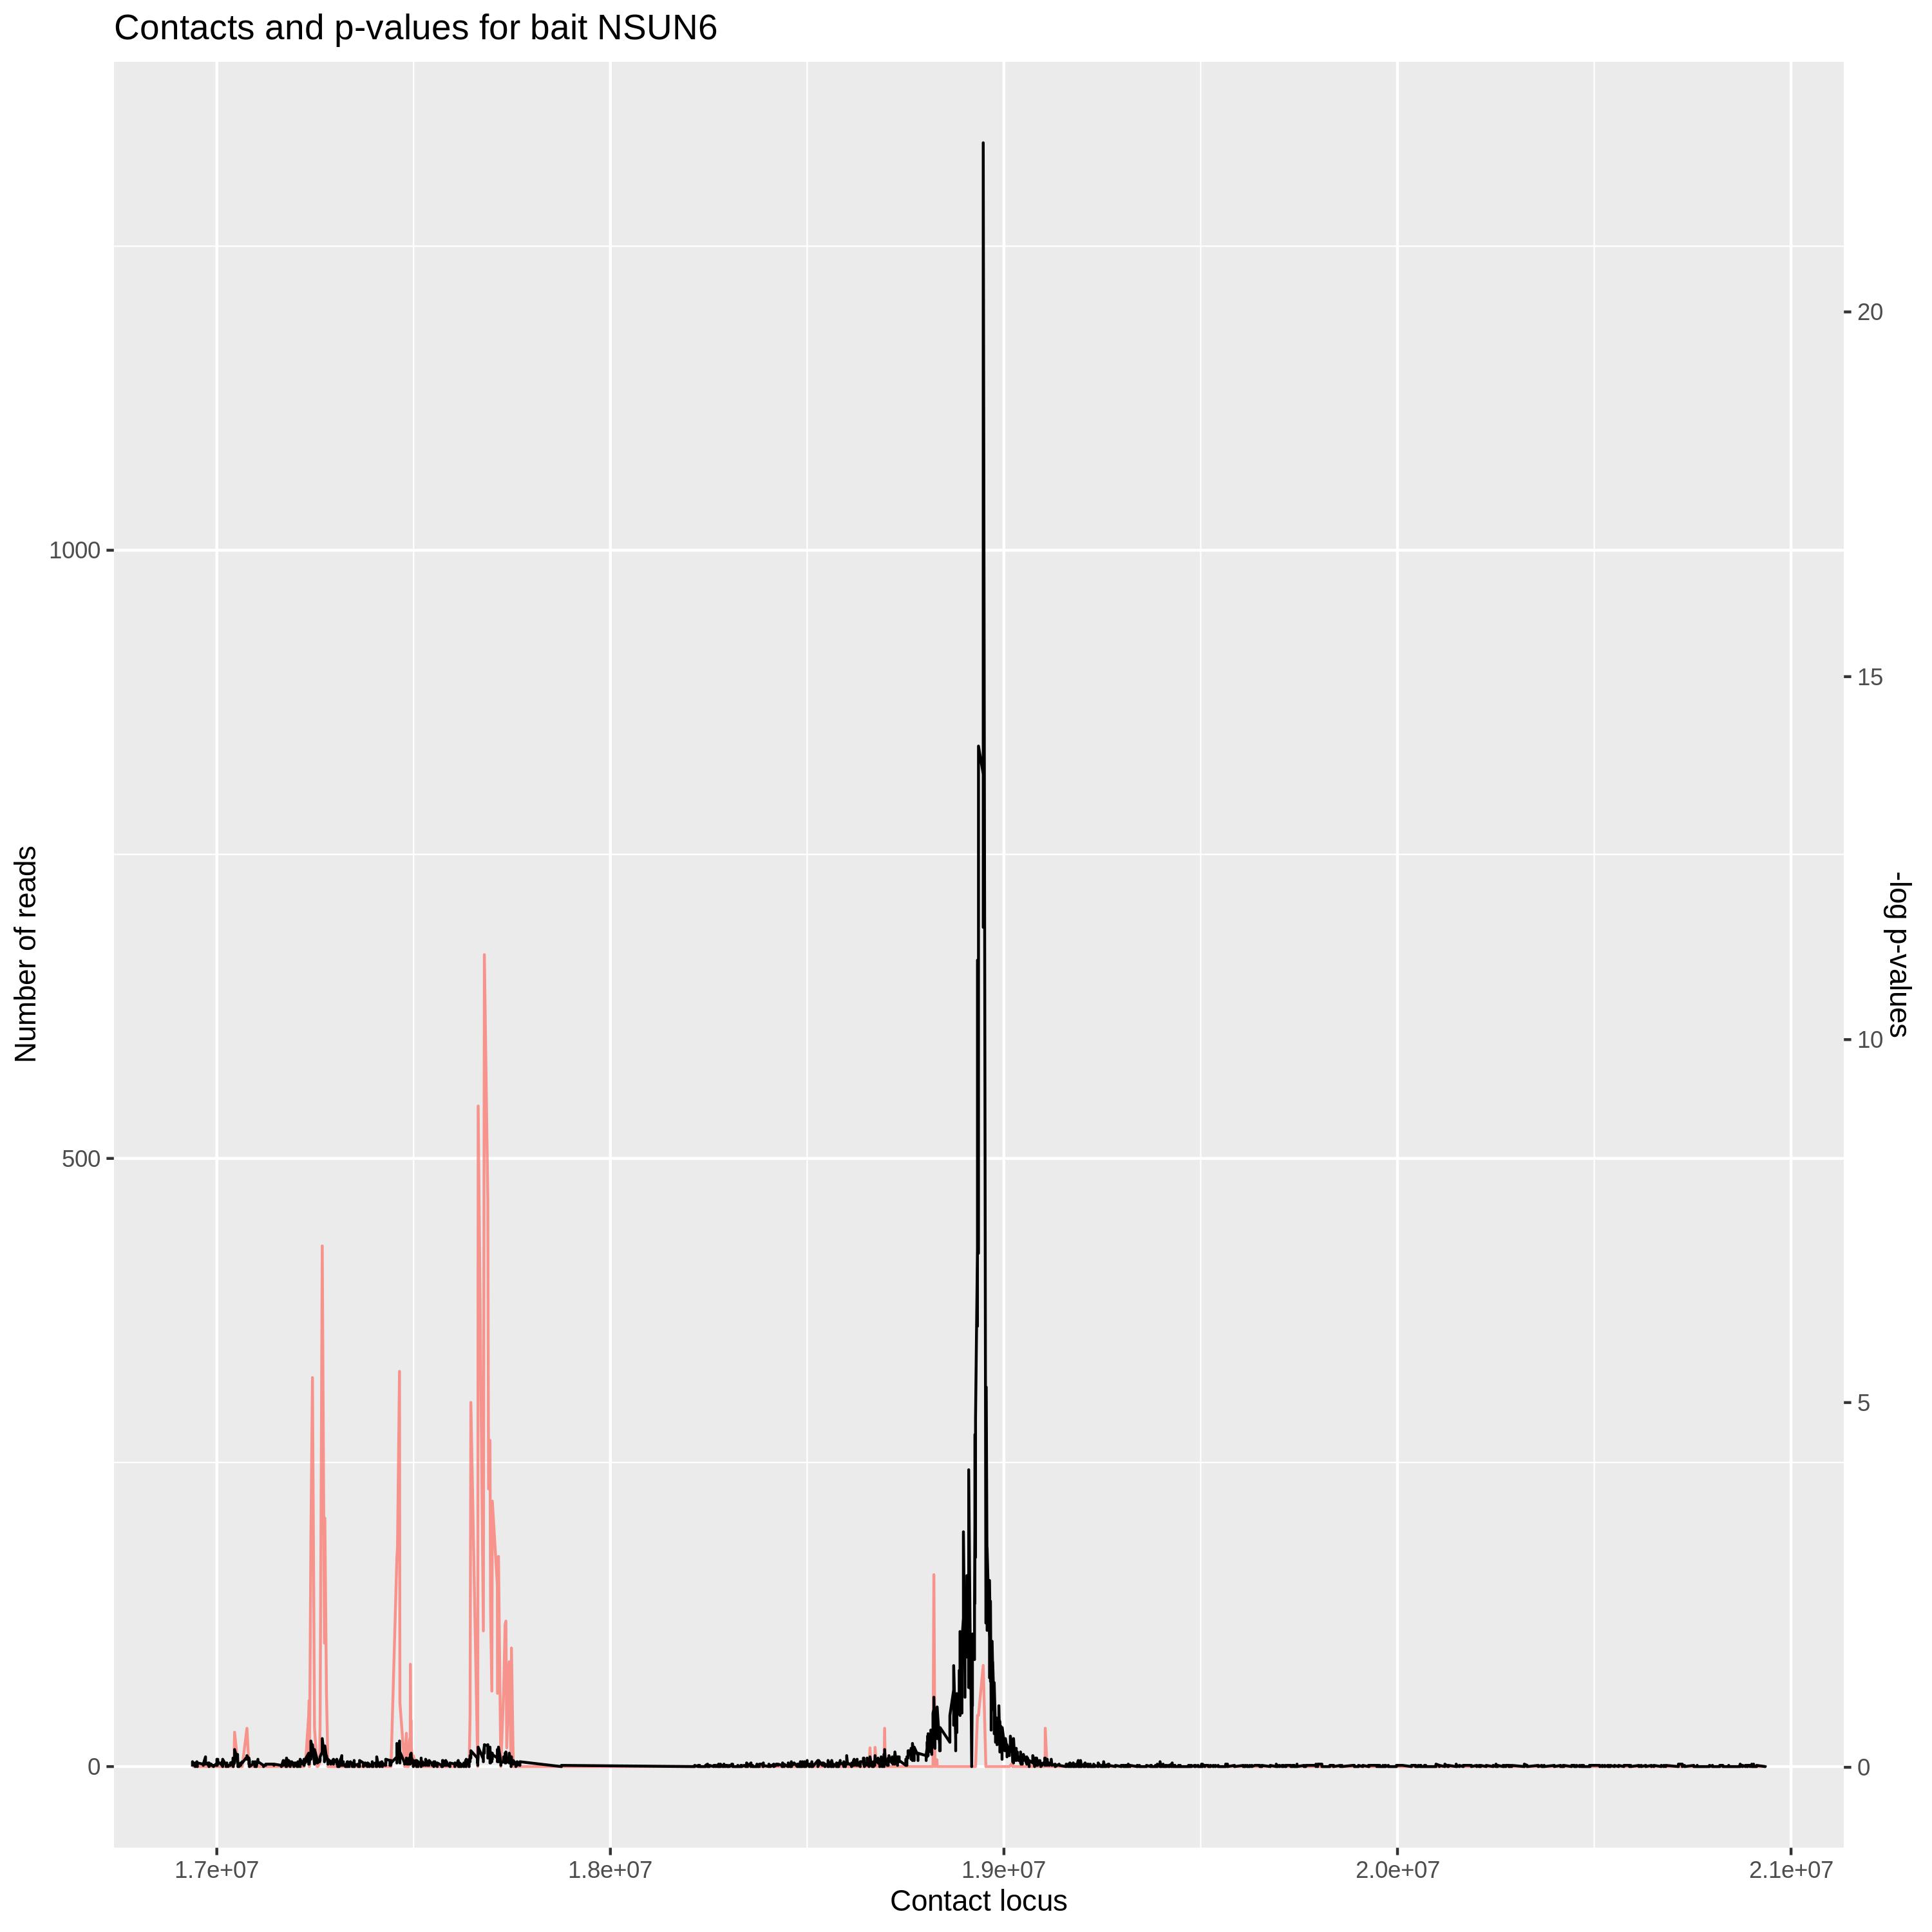 Contacts and p-values for bait NSUN6
Number of reads
1000
500
0
20
15
10
5
0
-log p-values
1.7e+07
1.8e+07
1.9e+07
2.0e+07
2.1e+07
Contact locus